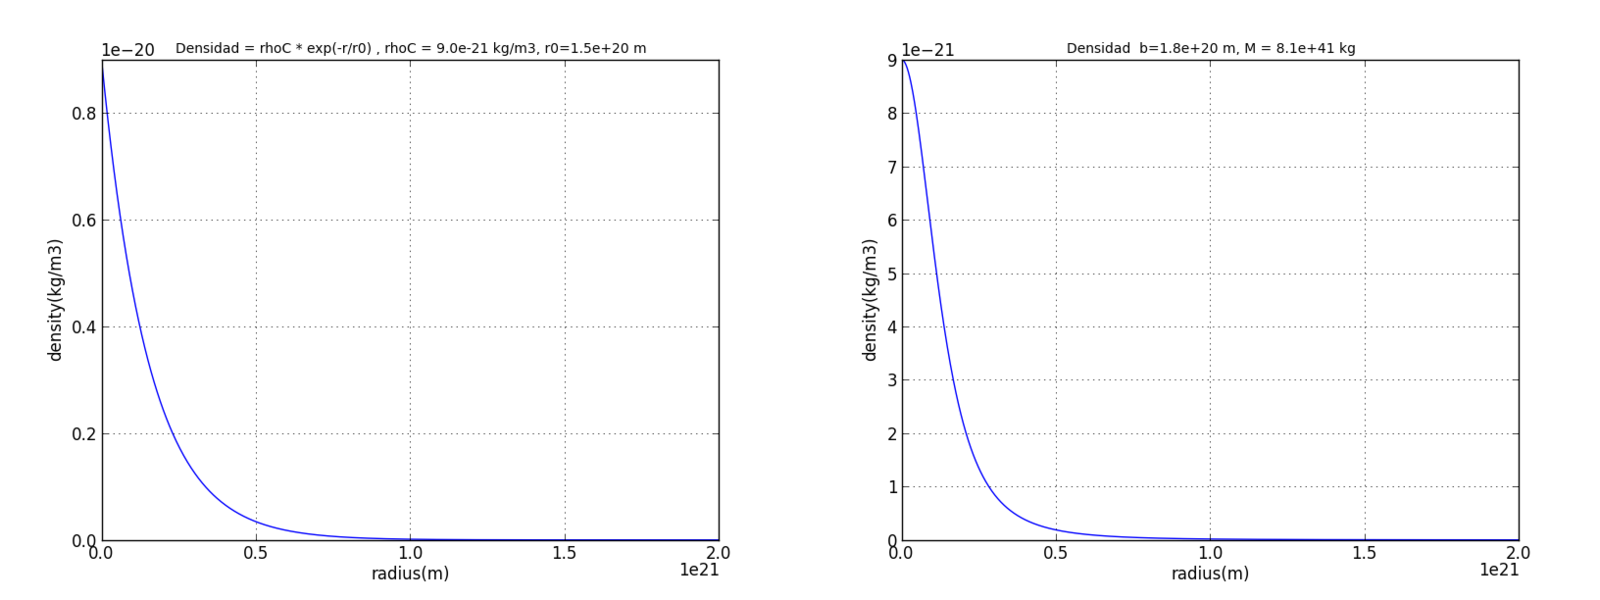 1e−20
Densidad = rhoC * exp(-r/r0) , rhoC = 9.0e-21 kg/m3, r0=1.5e+20 m
0.8
0.6
0.4
0.2
0.0
density(kg/m3)
0.0 0.5 1.0 1.5 2.0
1e21
radius(m)
1e−21
Densidad  b=1.8e+20 m, M = 8.1e+41 kg
9
8
7
6
5
4
3
2
1
0
density(kg/m3)
0.0 0.5 1.0 1.5 2.0
1e21
radius(m)